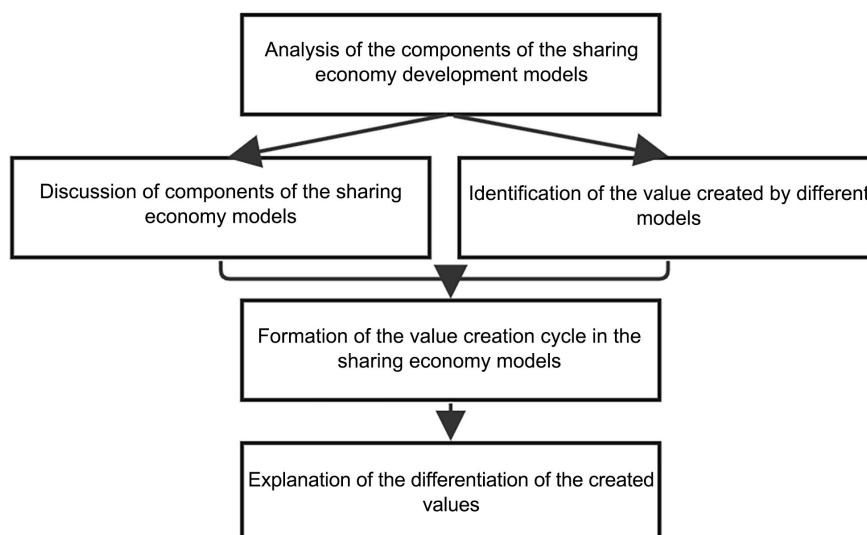 Analysis of the components of the sharing
economy development models
Discussion of components of the sharing
economy models
Identification of the value created by different
models
Formation of the value creation cycle in the
sharing economy models
Explanation of the differentiation of the created
values